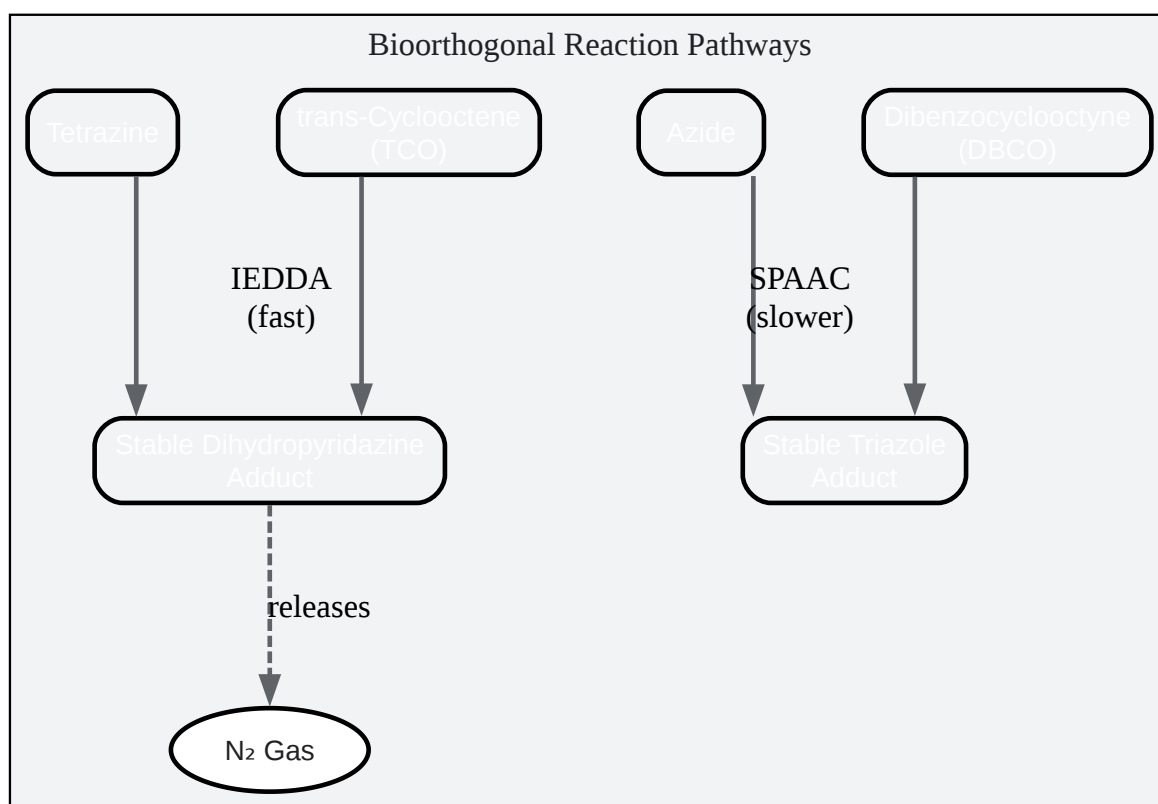 Bioorthogonal Reaction Pathways
Tetrazine
trans-Cyclooctene
(TCO)
Azide
Dibenzocyclooctyne
(DBCO)
IEDDA
(fast)
SPAAC
(slower)
Stable Dihydropyridazine
Adduct
Stable Triazole
Adduct
releases
N₂ Gas